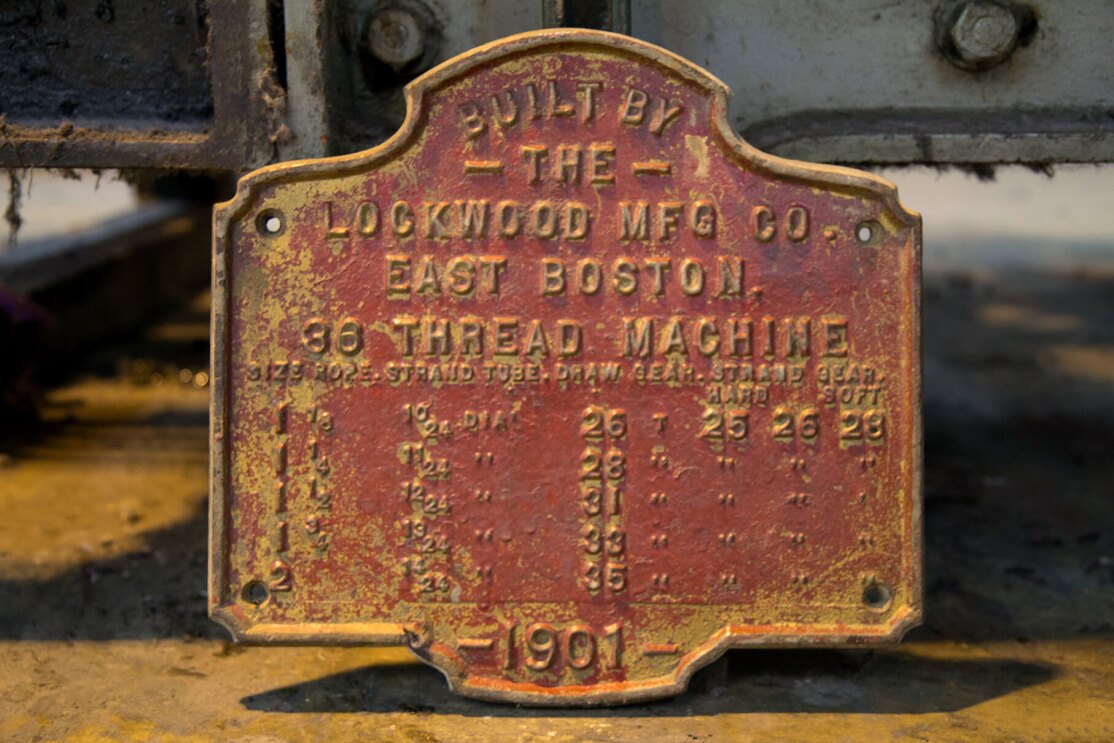 BUILT BY
- THE -
LOCKWOOD MFG CO.
EAST BOSTON.
36 THREAD MACHINE
SIZE ROPE. STRAND TUBE. DRAW GEAR. STRAND GEAR.
HARD SOFT
1 1/8 10/24 DIA. 26 T 25 26 28
1 1/4 11/24 " 28 " " " "
1 1/2 12/24 " 31 " " " "
1 13/24 " 33 " " " "
2 14/24 " 35 " " " "
- 1901 -